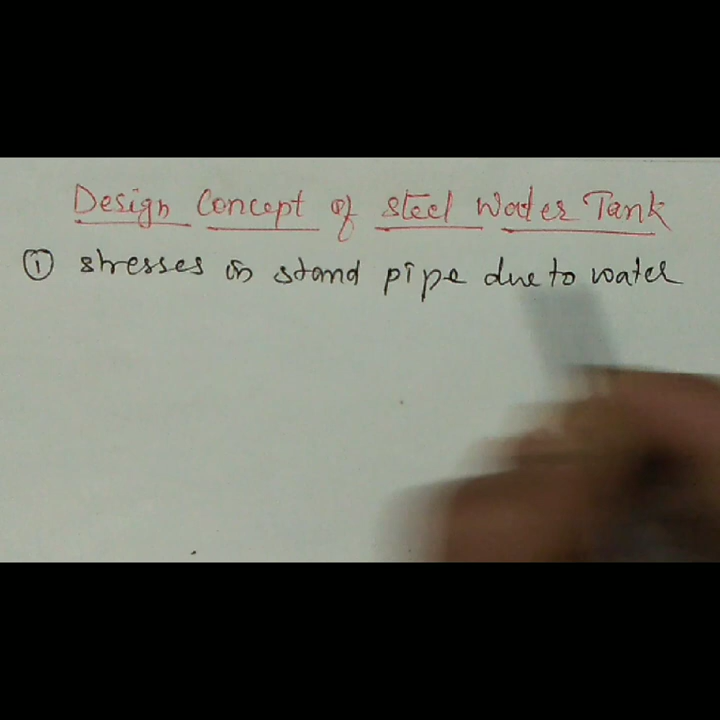 Design Concept of Steel Water Tank
① stresses in stand pipe due to water